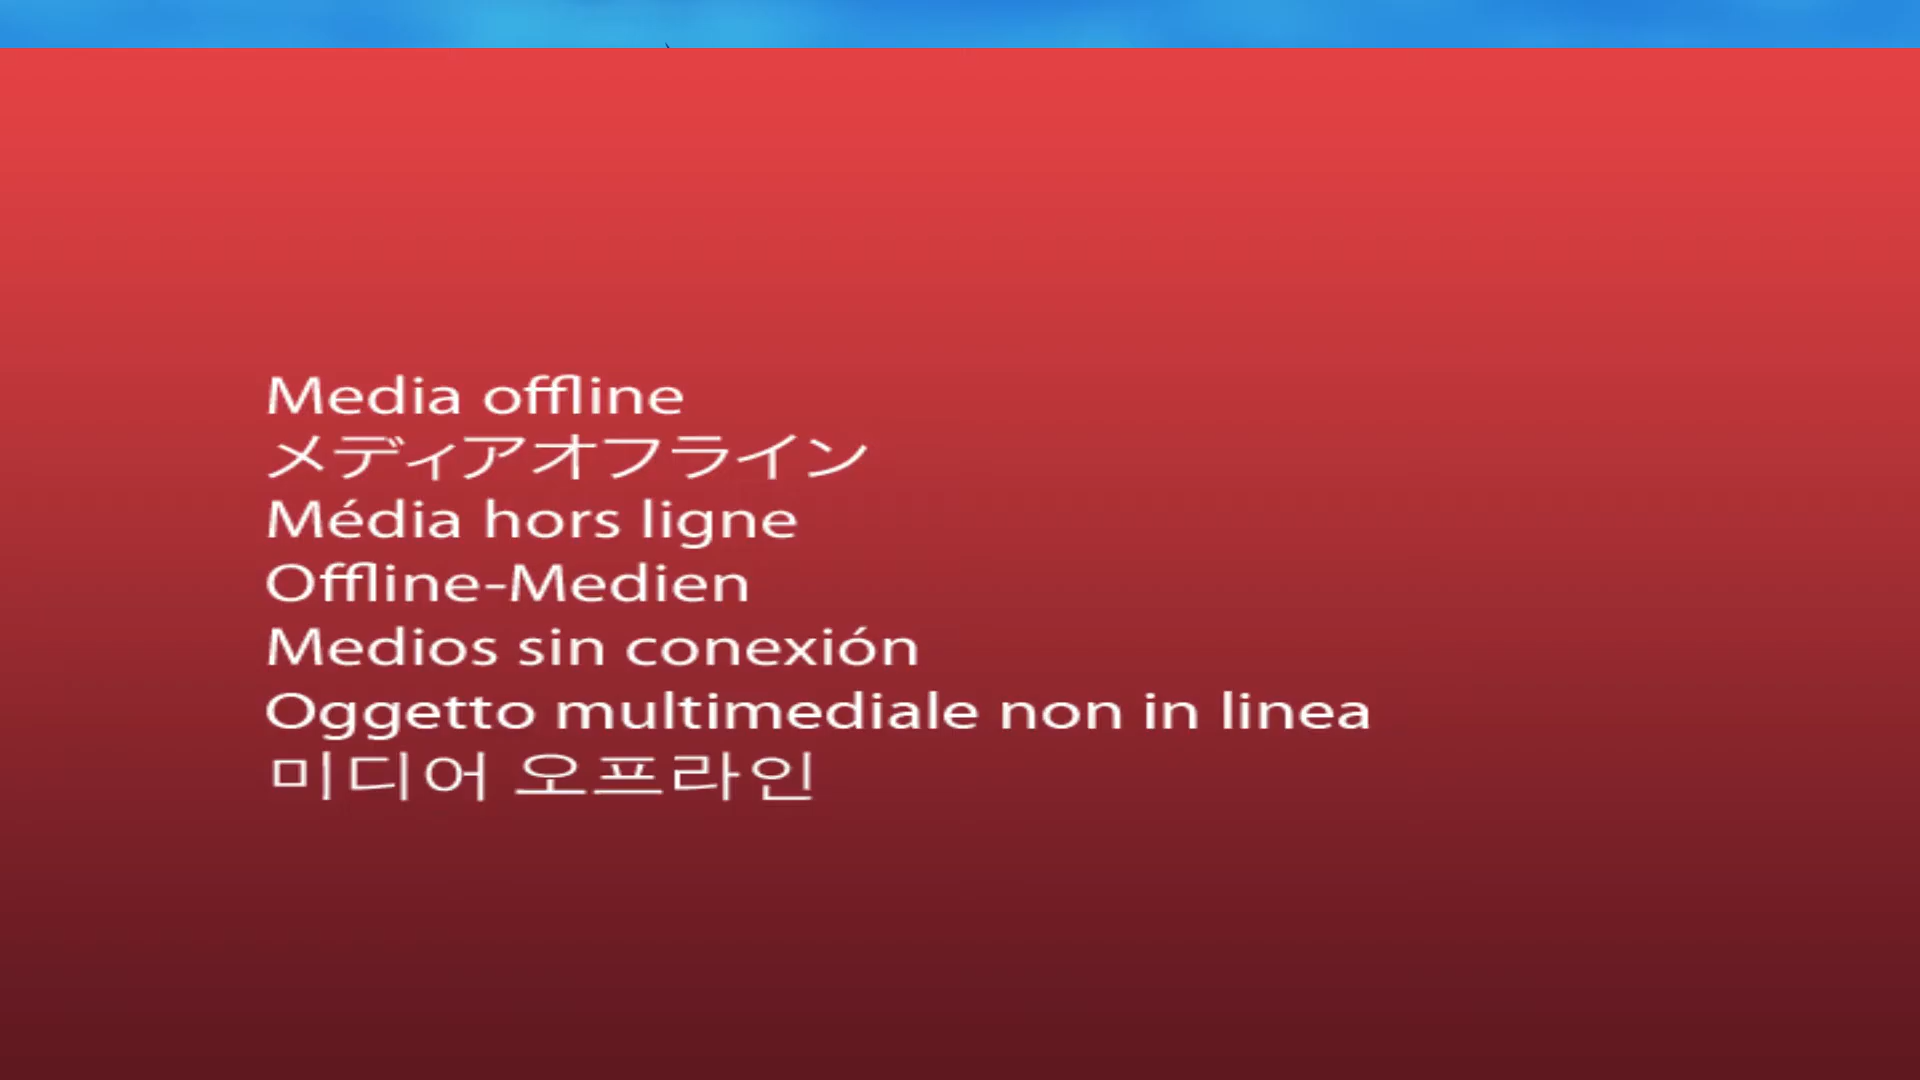 Media offline
メディアオフライン
Média hors ligne
Offline-Medien
Medios sin conexión
Oggetto multimediale non in linea
미디어 오프라인